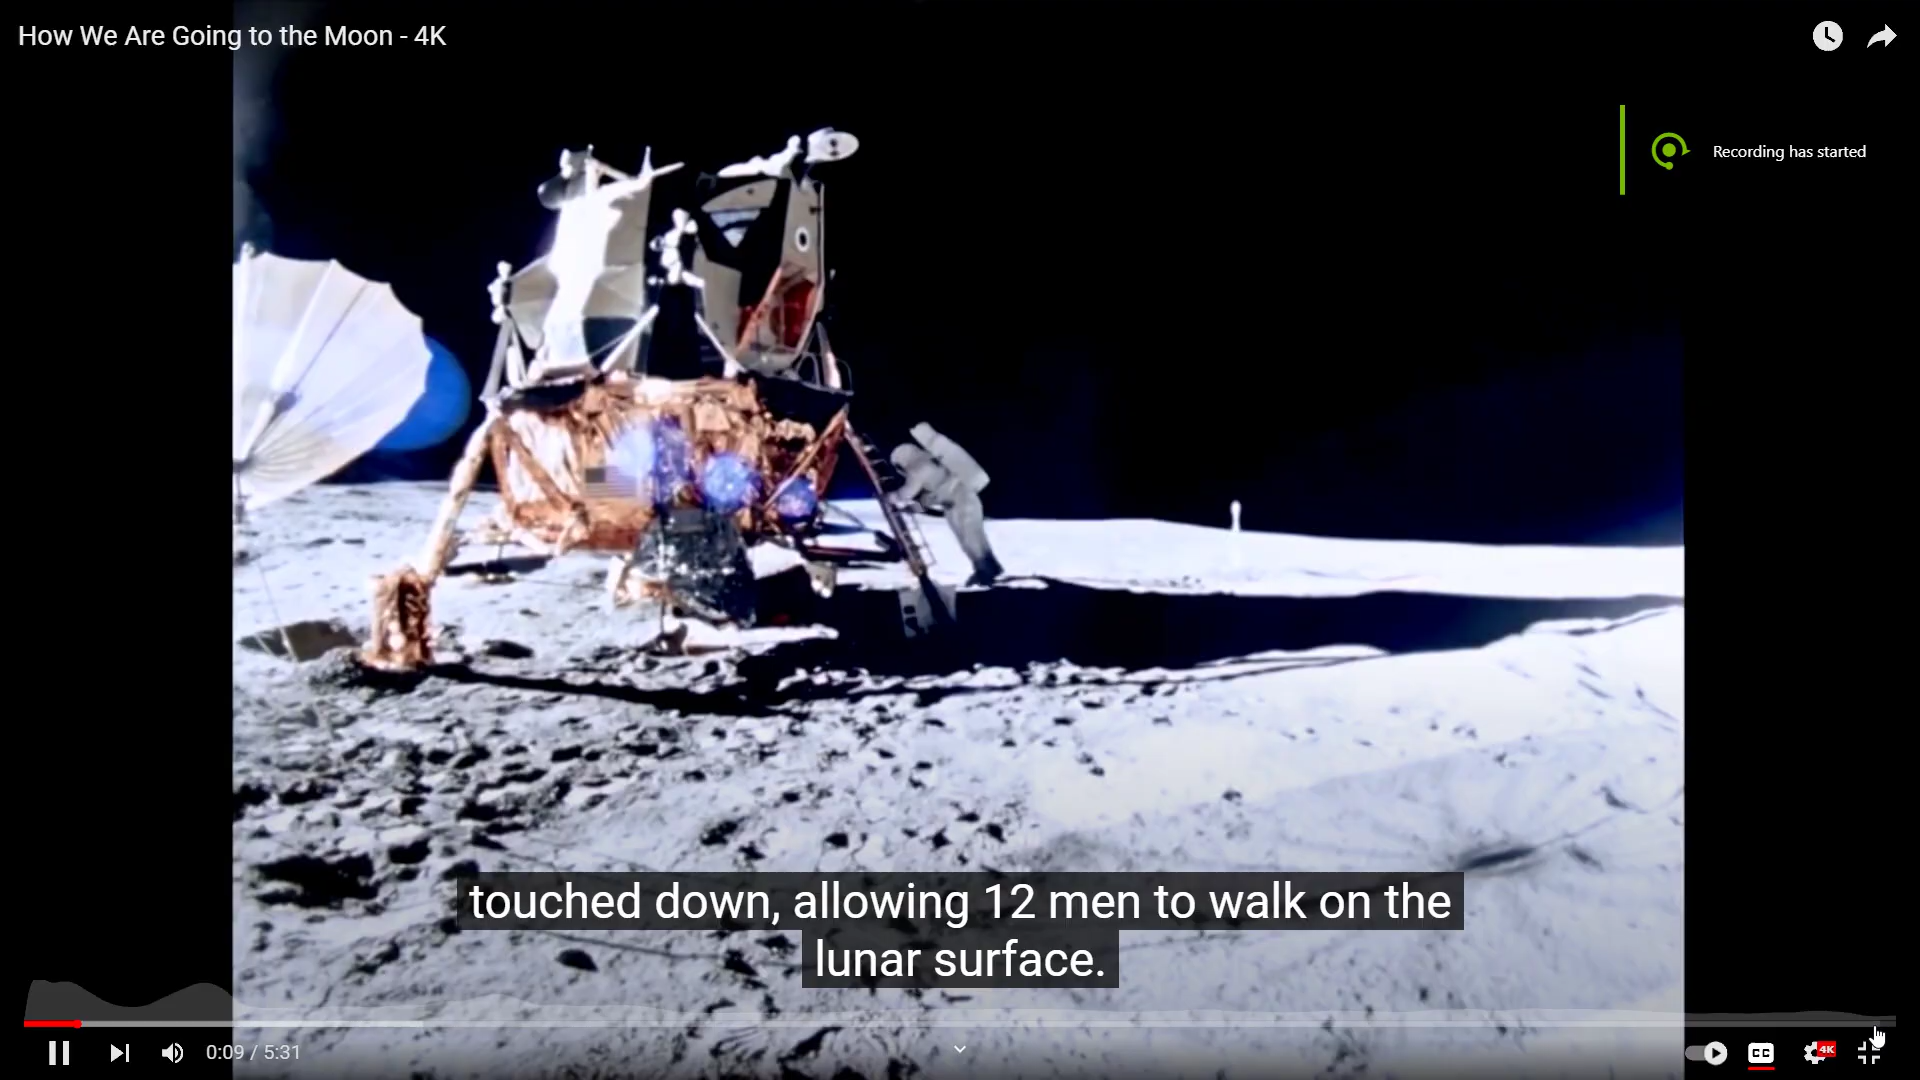 How We Are Going to the Moon - 4K
Recording has started
touched down, allowing 12 men to walk on the
lunar surface.
0:09 / 5:31
CC
4K